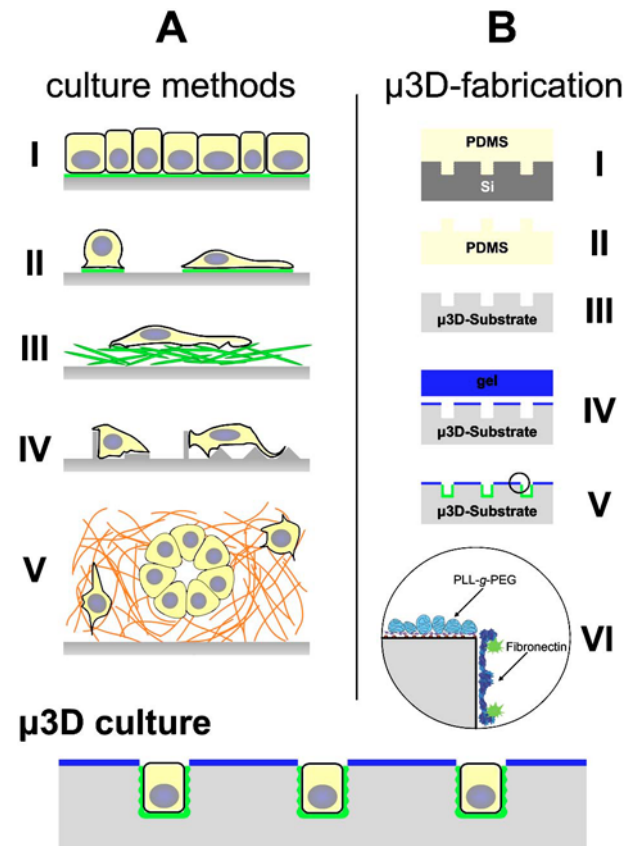 A
culture methods
I
II
III
IV
V
B
µ3D-fabrication
PDMS
Si
I
PDMS
II
µ3D-Substrate
III
gel
µ3D-Substrate
IV
µ3D-Substrate
V
PLL-g-PEG
Fibronectin
VI
µ3D culture